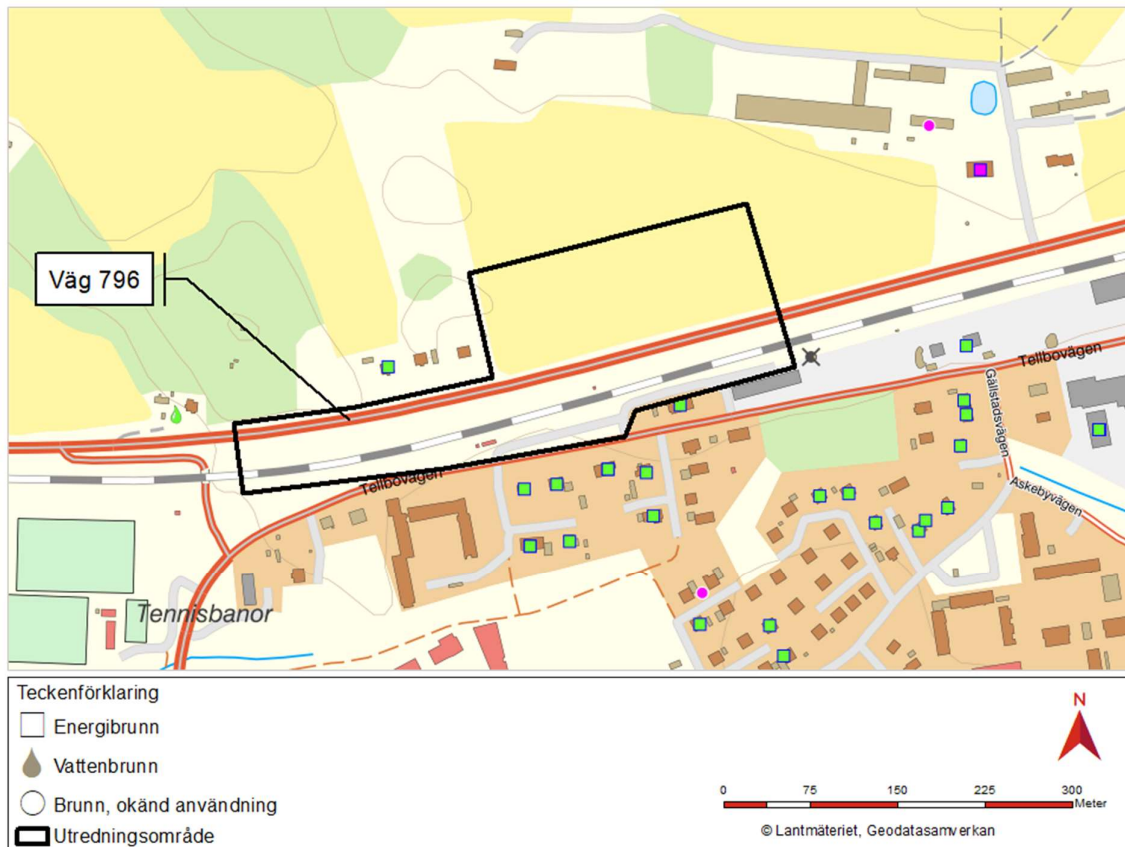 Väg 796
Tellbovägen
Gällstadsvägen
Tellbovägen
Askebyvägen
Tennisbanor
Teckenförklaring
Energibrunn
Vattenbrunn
Brunn, okänd användning
Utredningsområde
N
0 75 150 225 300
Meter
© Lantmäteriet, Geodatasamverkan